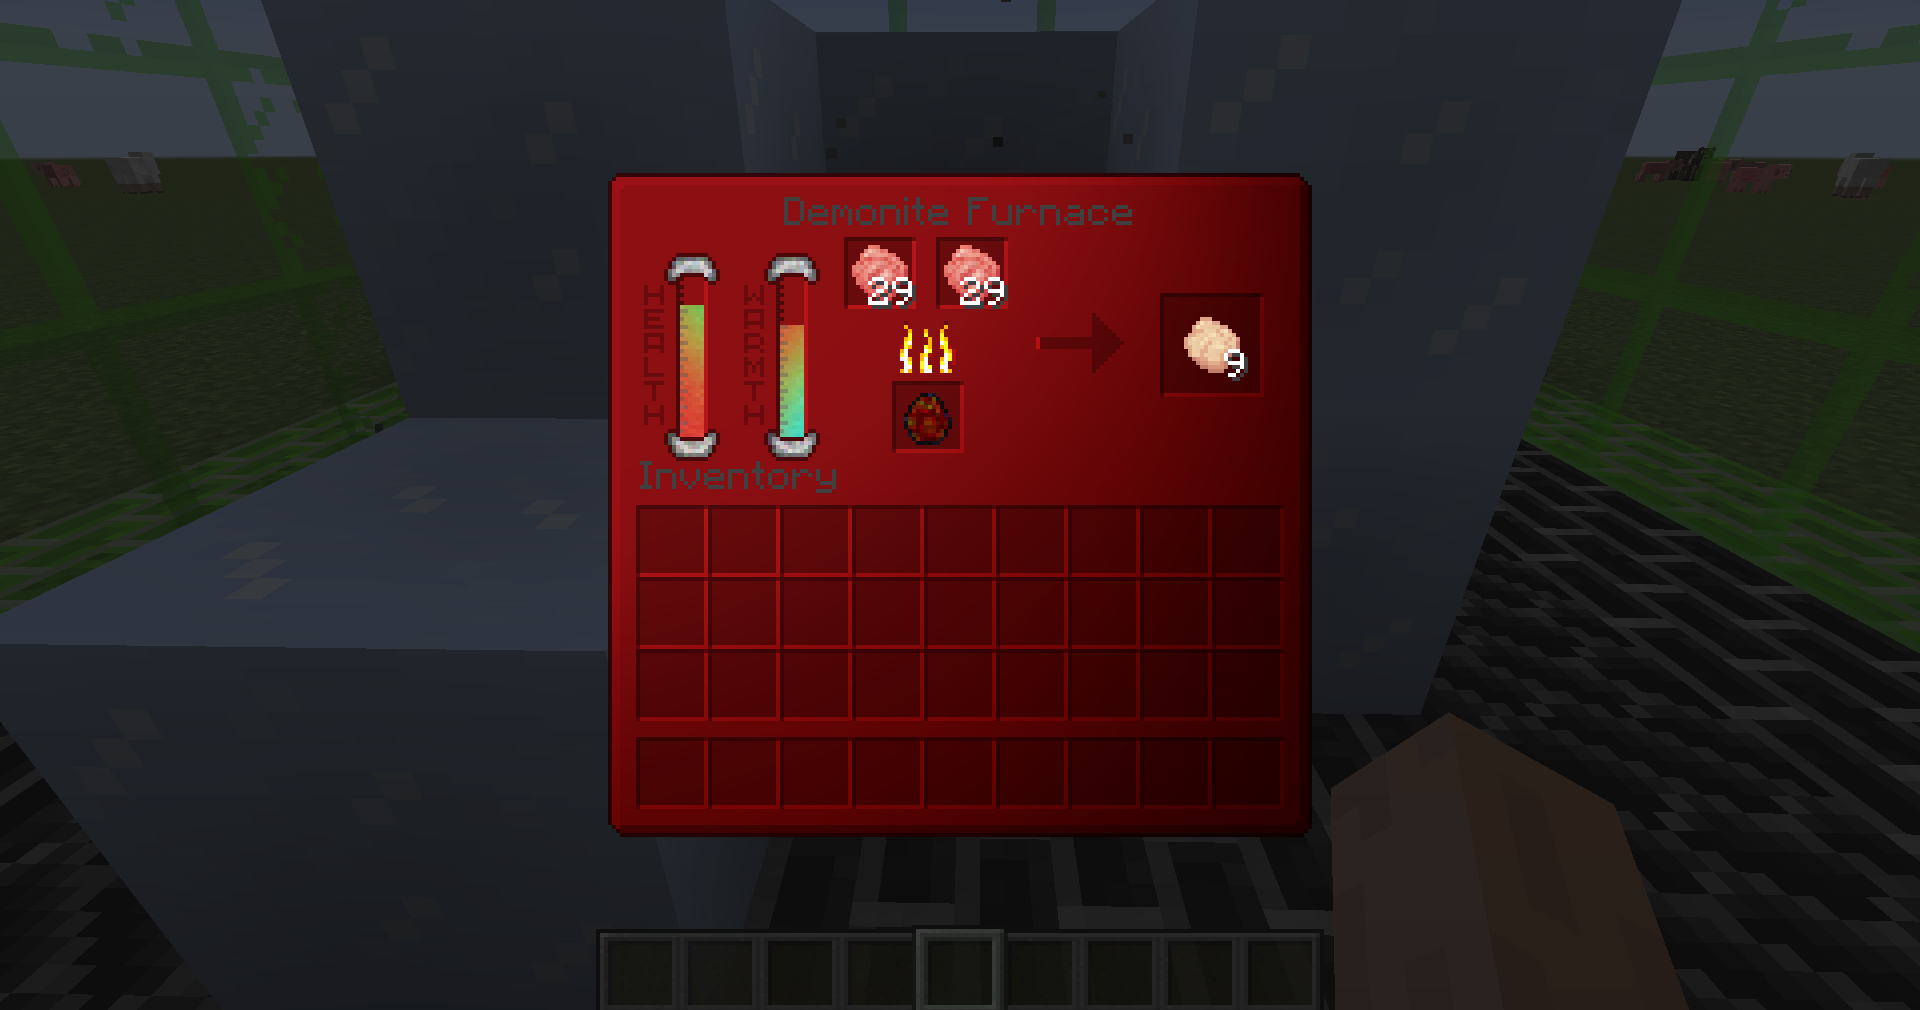 Demonite Furnace
29 29
HEALTH
WARMTH
9
Inventory